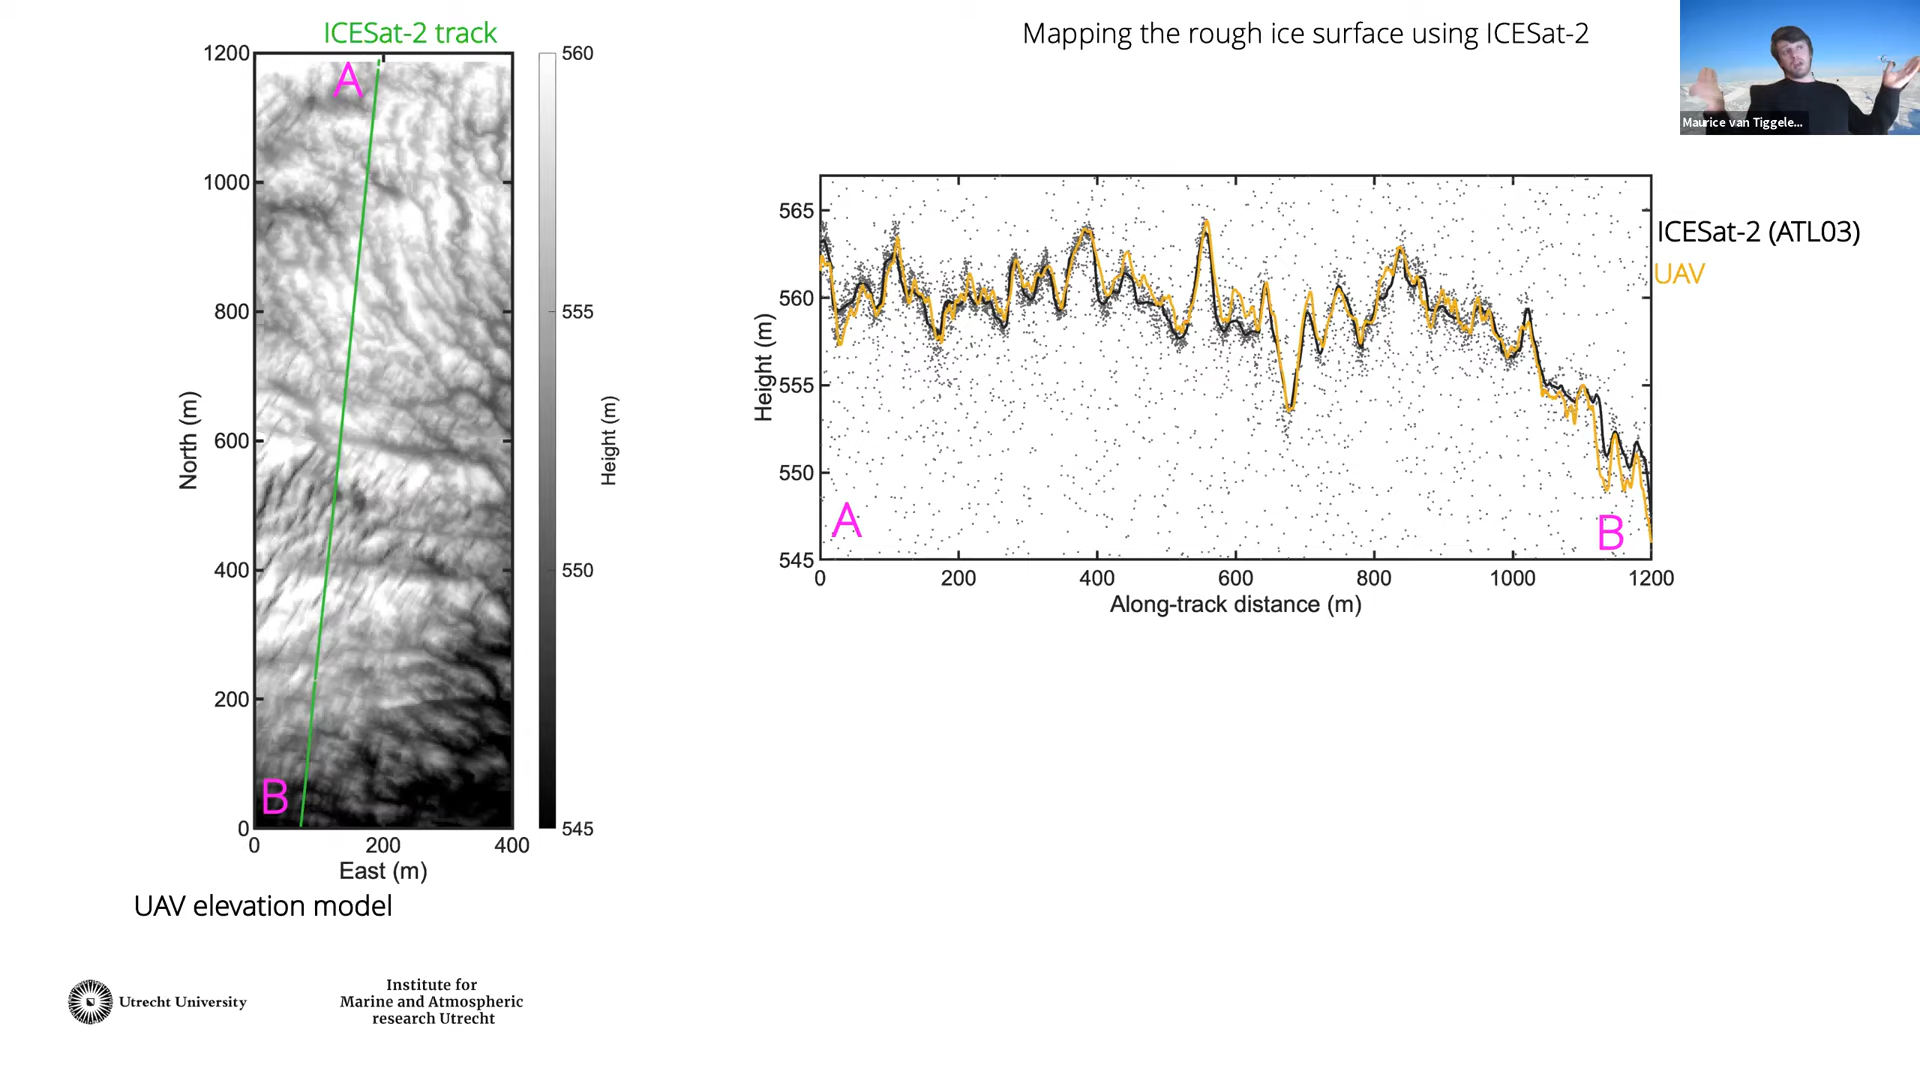 ICESat-2 track
Mapping the rough ice surface using ICESat-2
Maurice van Tiggele...
1200
1000
800
600
400
200
0
North (m)
A
B
0
200
400
East (m)
560
555
550
545
Height (m)
UAV elevation model
565
560
555
550
545
Height (m)
A
B
0
200
400
600
800
1000
1200
Along-track distance (m)
ICESat-2 (ATL03)
UAV
Utrecht University
Institute for
Marine and Atmospheric
research Utrecht